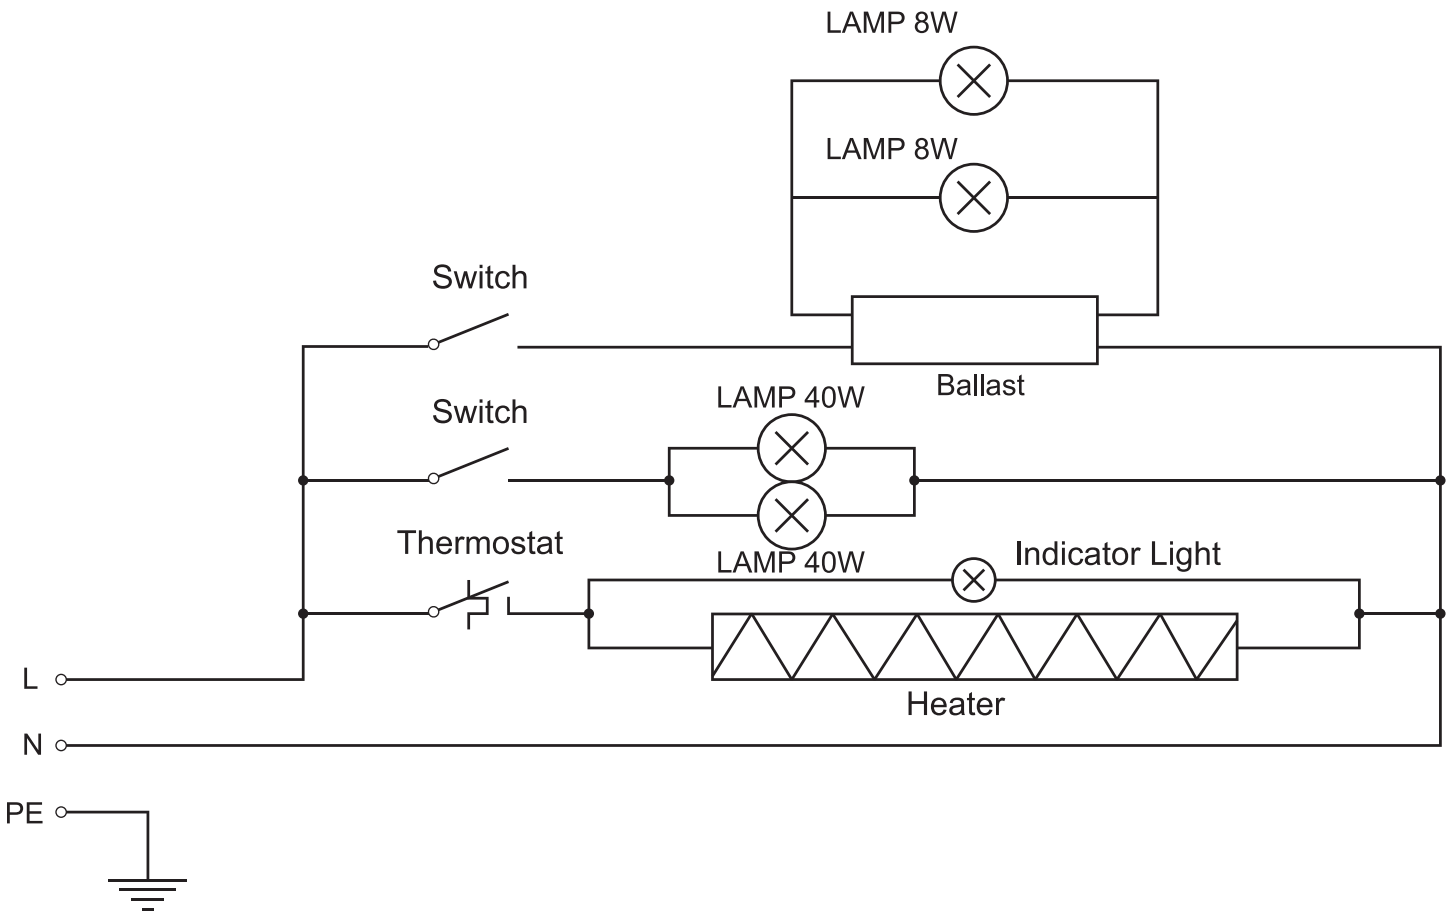 LAMP 8W
LAMP 8W
Switch
Ballast
LAMP 40W
Switch
Thermostat
Indicator Light
LAMP 40W
L
Heater
N
PE